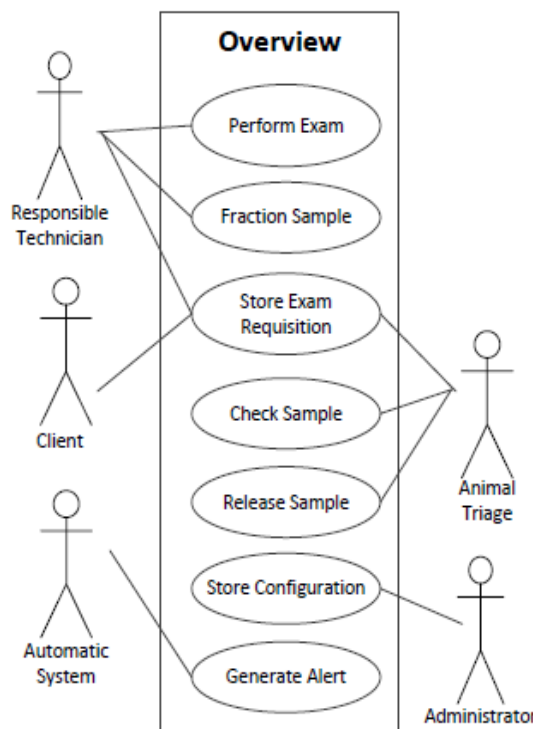 Overview
Perform Exam
Fraction Sample
Responsible
Technician
Store Exam
Requisition
Client
Check Sample
Animal
Triage
Release Sample
Store Configuration
Automatic
System
Generate Alert
Administrator